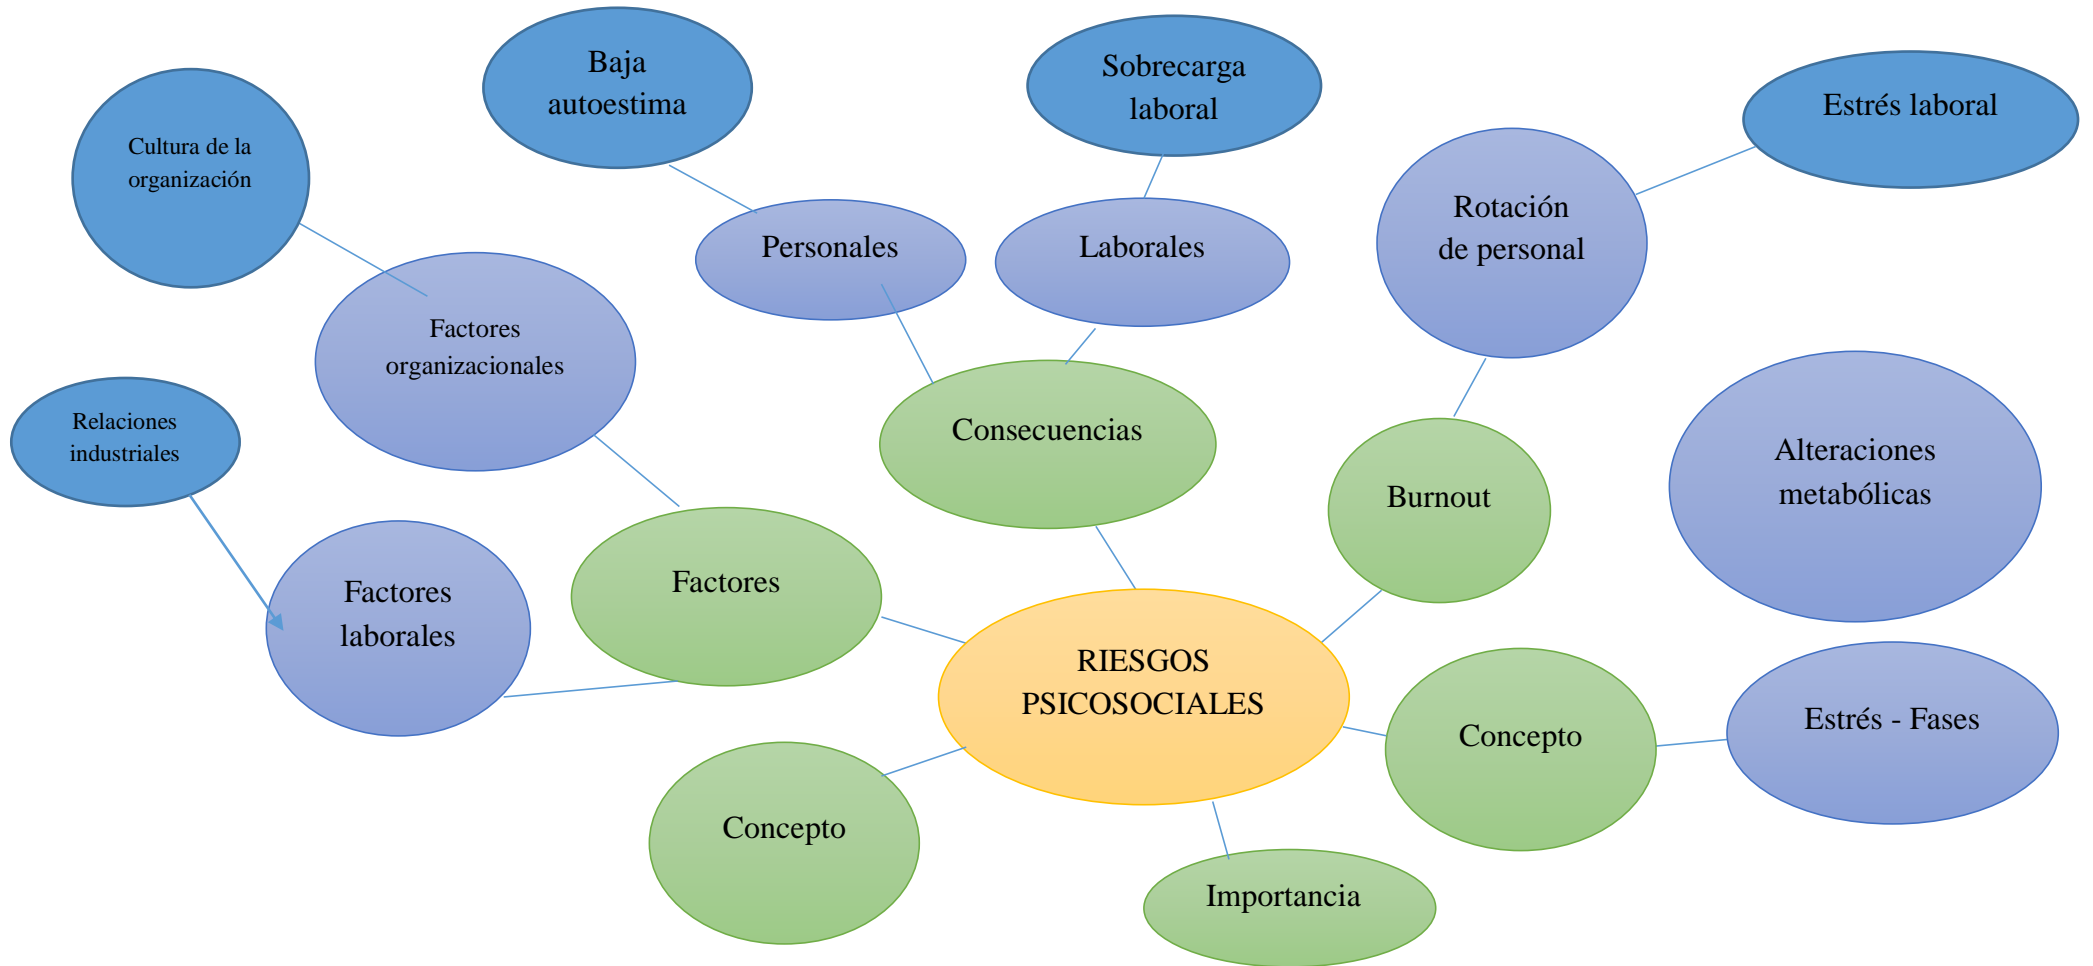 Baja
autoestima
Sobrecarga
laboral
Estrés laboral
Cultura de la
organización
Personales
Laborales
Rotación
de personal
Factores
organizacionales
Relaciones
industriales
Consecuencias
Burnout
Alteraciones
metabólicas
Factores
laborales
Factores
RIESGOS
PSICOSOCIALES
Concepto
Estrés - Fases
Concepto
Importancia